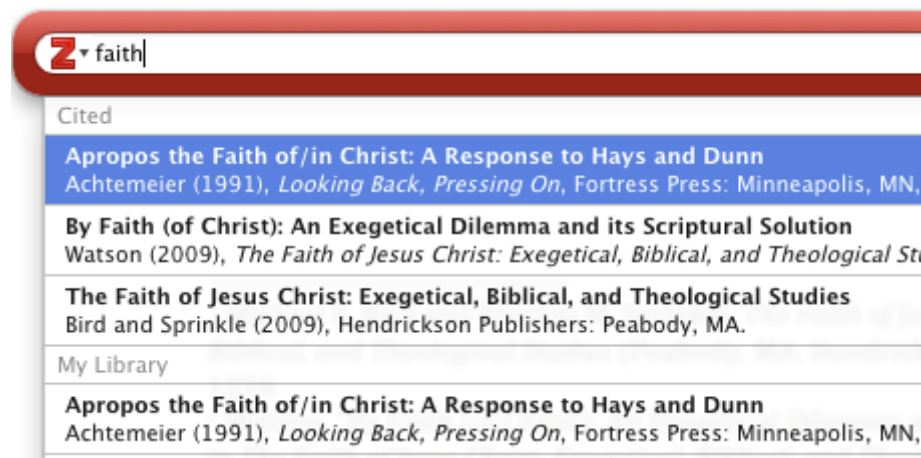 Z faith
Cited
Apropos the Faith of/in Christ: A Response to Hays and Dunn
Achtemeier (1991), Looking Back, Pressing On, Fortress Press: Minneapolis, MN,
By Faith (of Christ): An Exegetical Dilemma and its Scriptural Solution
Watson (2009), The Faith of Jesus Christ: Exegetical, Biblical, and Theological
The Faith of Jesus Christ: Exegetical, Biblical, and Theological Studies
Bird and Sprinkle (2009), Hendrickson Publishers: Peabody, MA.
My Library
Apropos the Faith of/in Christ: A Response to Hays and Dunn
Achtemeier (1991), Looking Back, Pressing On, Fortress Press: Minneapolis, MN,